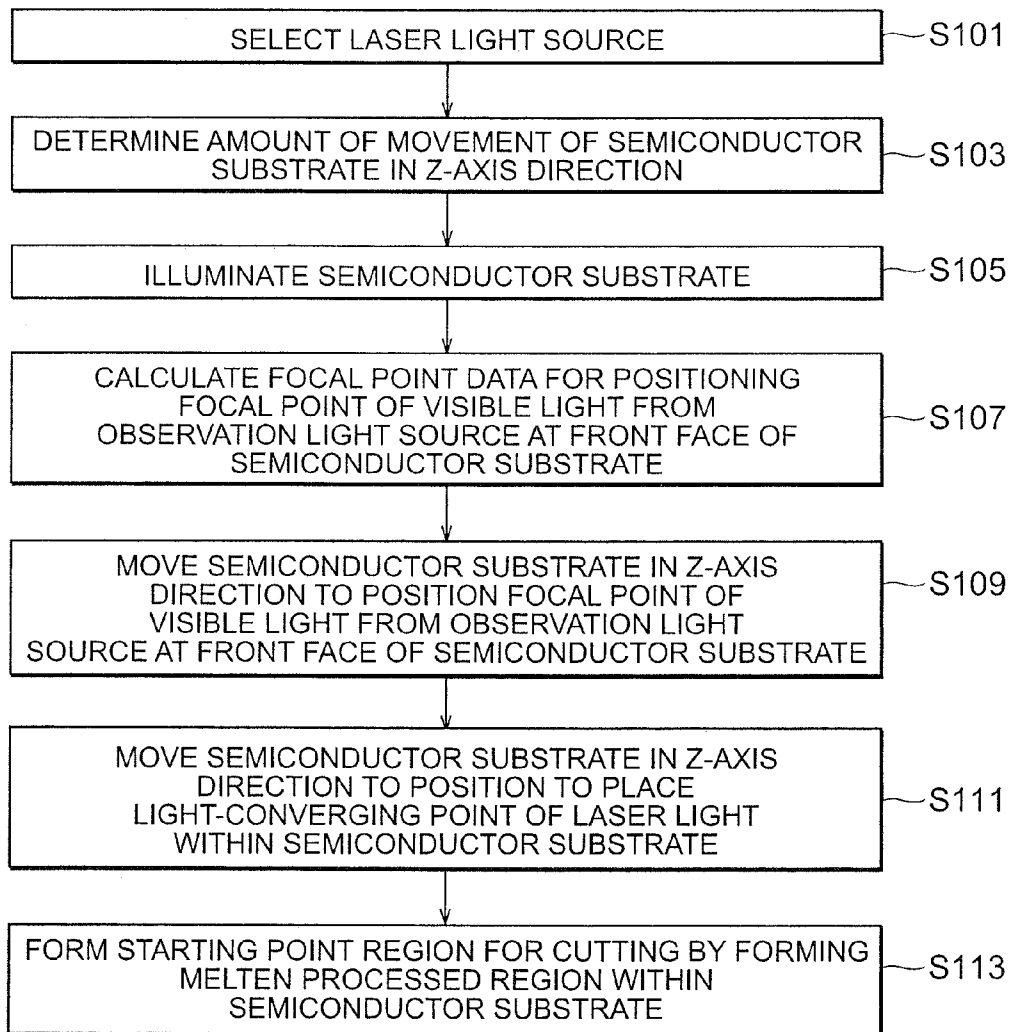 SELECT LASER LIGHT SOURCE
S101
DETERMINE AMOUNT OF MOVEMENT OF SEMICONDUCTOR
SUBSTRATE IN Z-AXIS DIRECTION
S103
ILLUMINATE SEMICONDUCTOR SUBSTRATE
S105
CALCULATE FOCAL POINT DATA FOR POSITIONING
FOCAL POINT OF VISIBLE LIGHT FROM
OBSERVATION LIGHT SOURCE AT FRONT FACE OF
SEMICONDUCTOR SUBSTRATE
S107
MOVE SEMICONDUCTOR SUBSTRATE IN Z-AXIS
DIRECTION TO POSITION FOCAL POINT OF
VISIBLE LIGHT FROM OBSERVATION LIGHT
SOURCE AT FRONT FACE OF SEMICONDUCTOR SUBSTRATE
S109
MOVE SEMICONDUCTOR SUBSTRATE IN Z-AXIS
DIRECTION TO POSITION TO PLACE
LIGHT-CONVERGING POINT OF LASER LIGHT
WITHIN SEMICONDUCTOR SUBSTRATE
S111
FORM STARTING POINT REGION FOR CUTTING BY FORMING
MELTEN PROCESSED REGION WITHIN
SEMICONDUCTOR SUBSTRATE
S113